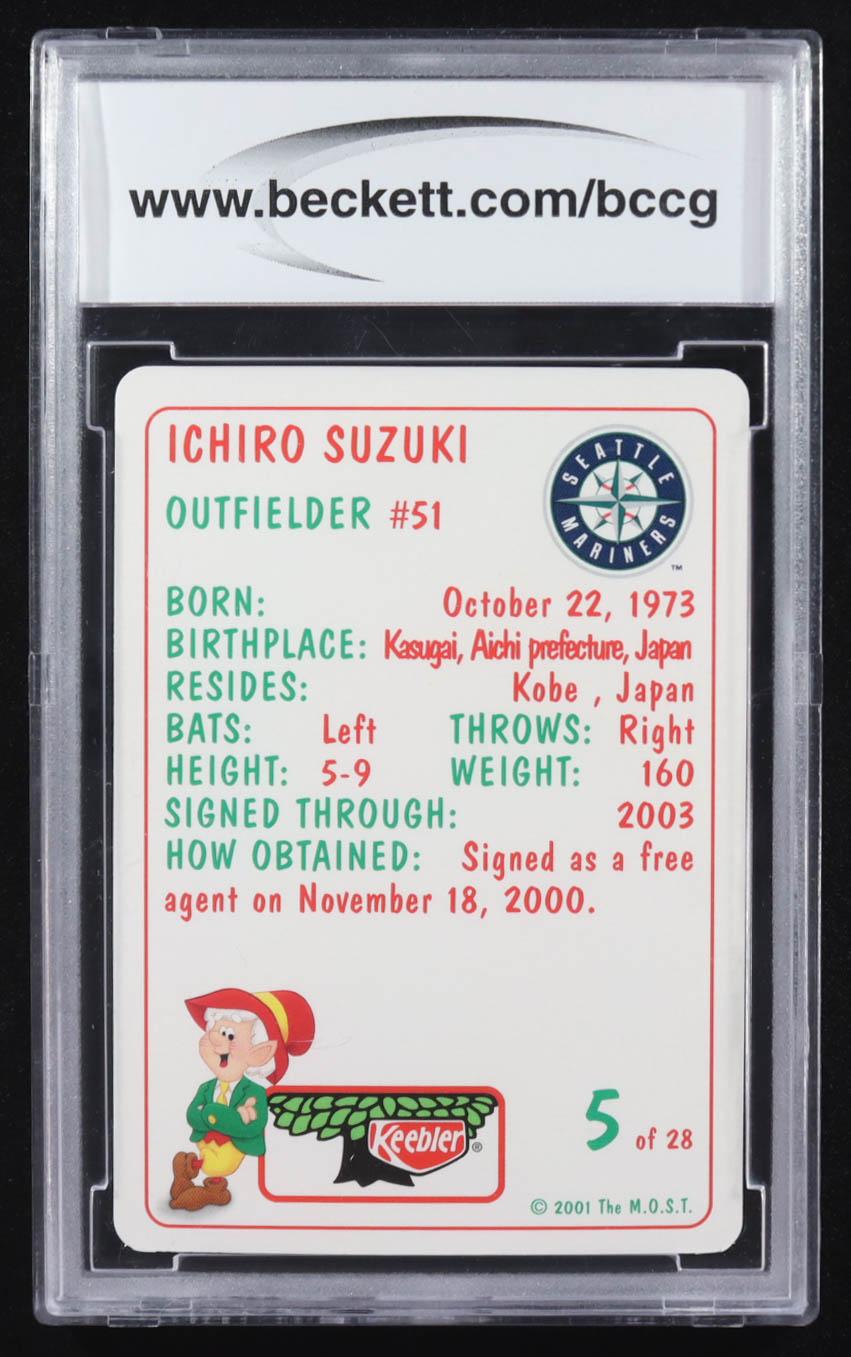 www.beckett.com/bccg
ICHIRO SUZUKI
OUTFIELDER #51
SEATTLE MARINERS
TM
BORN: October 22, 1973
BIRTHPLACE: Kasugai, Aichi prefecture, Japan
RESIDES: Kobe , Japan
BATS: Left THROWS: Right
HEIGHT: 5-9 WEIGHT: 160
SIGNED THROUGH: 2003
HOW OBTAINED: Signed as a free
agent on November 18, 2000.
Keebler ®
5 of 28
© 2001 The M.O.S.T.